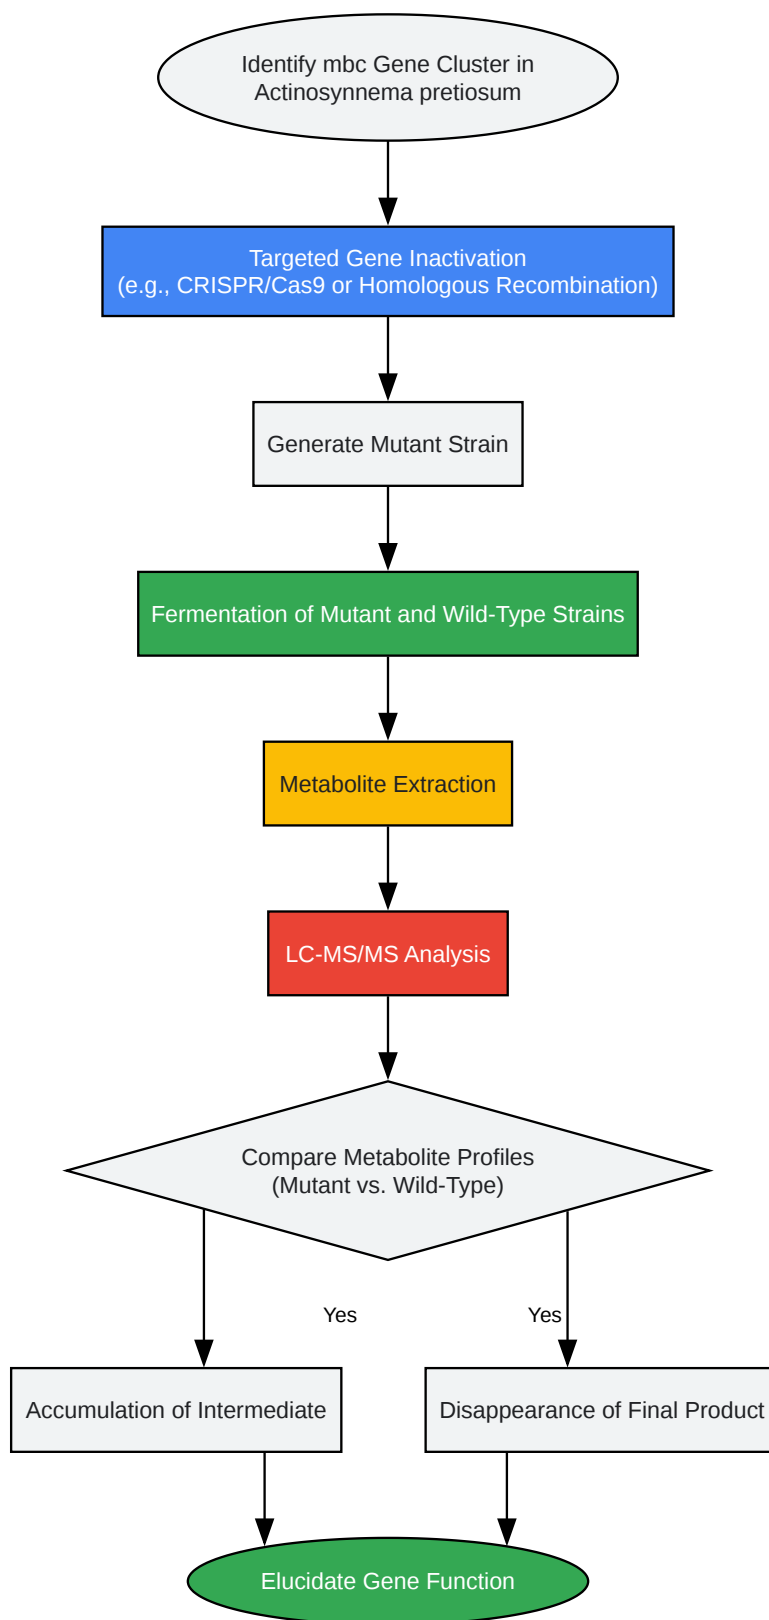 Identify mbc Gene Cluster in
Actinosynnema pretiosum
Targeted Gene Inactivation
(e.g., CRISPR/Cas9 or Homologous Recombination)
Generate Mutant Strain
Fermentation of Mutant and Wild-Type Strains
Metabolite Extraction
LC-MS/MS Analysis
Compare Metabolite Profiles
(Mutant vs. Wild-Type)
Yes
Yes
Accumulation of Intermediate
Disappearance of Final Product
Elucidate Gene Function